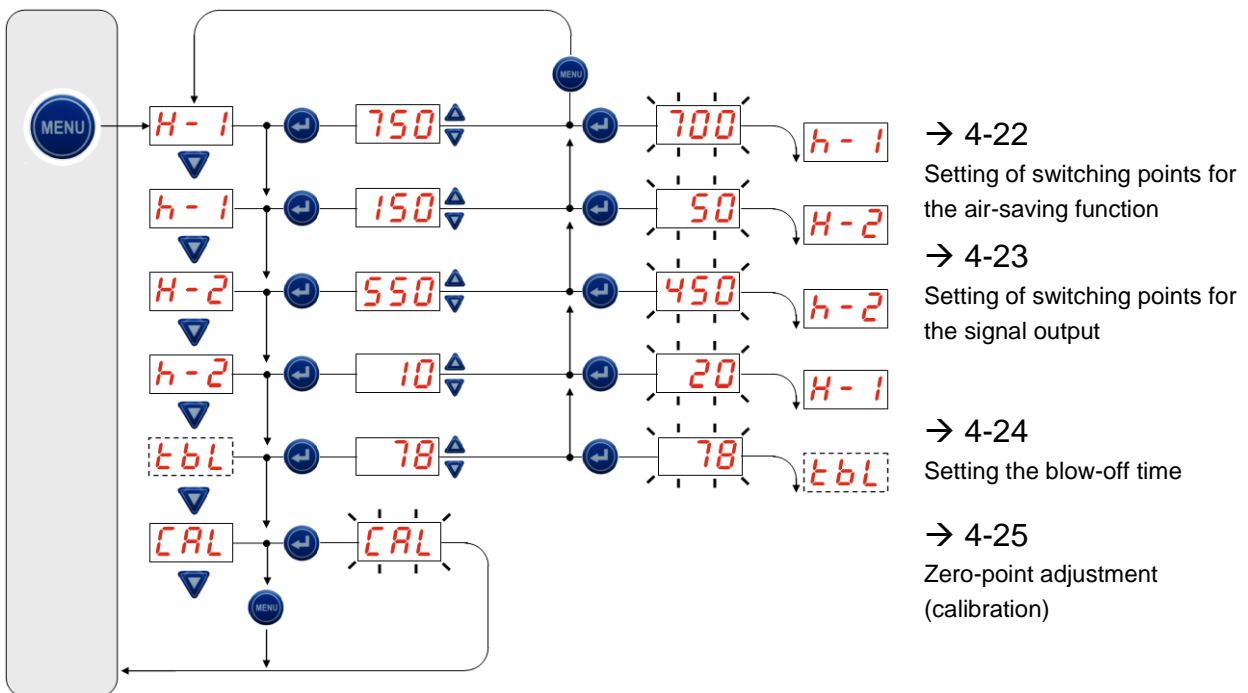 MENU
MENU
H-1
750
700
h-1
→ 4-22
Setting of switching points for
the air-saving function
h-1
150
50
H-2
→ 4-23
Setting of switching points for
the signal output
H-2
550
450
h-2
h-2
10
20
H-1
→ 4-24
Setting the blow-off time
tbL
78
78
tbL
→ 4-25
Zero-point adjustment
(calibration)
CAL
CAL
MENU